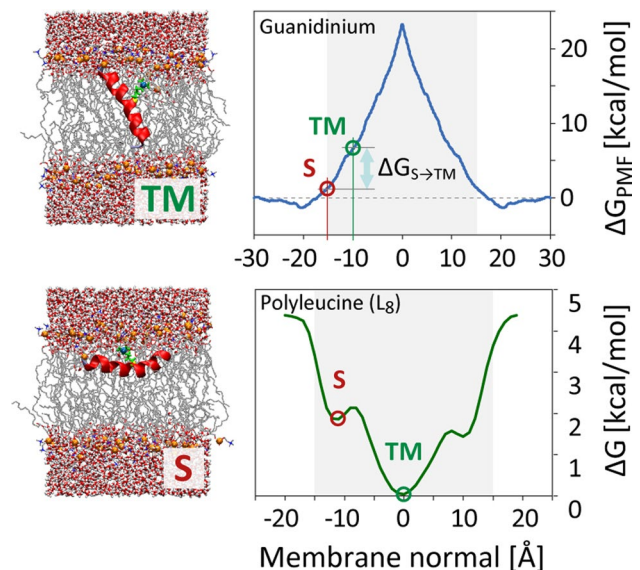 TM
Guanidinium
TM
S
ΔG_S→TM
20
10
0
ΔG_PMF [kcal/mol]
-30 -20 -10 0 10 20 30
S
Polyleucine (L₈)
S
TM
5
4
3
2
1
0
ΔG [kcal/mol]
-20 -10 0 10 20
Membrane normal [Å]